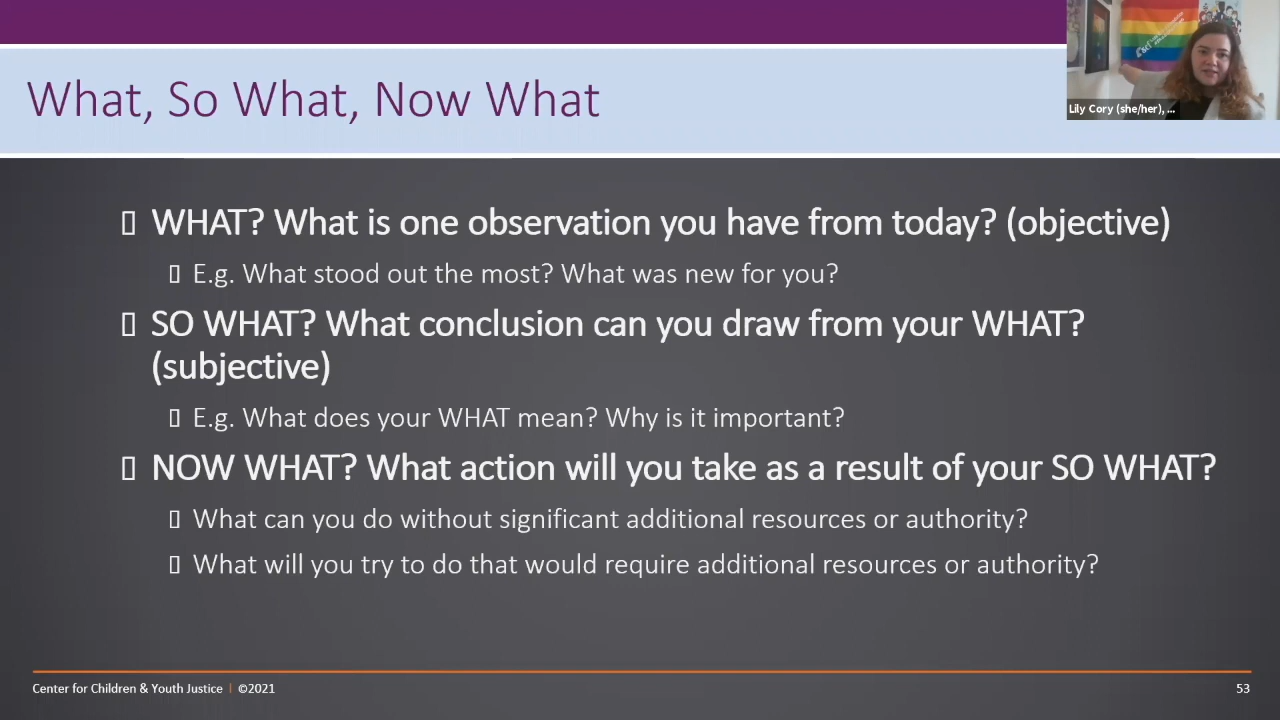 What, So What, Now What
Lily Cory (she/her), ...
▯ WHAT? What is one observation you have from today? (objective)
▯ E.g. What stood out the most? What was new for you?
▯ SO WHAT? What conclusion can you draw from your WHAT?
(subjective)
▯ E.g. What does your WHAT mean? Why is it important?
▯ NOW WHAT? What action will you take as a result of your SO WHAT?
▯ What can you do without significant additional resources or authority?
▯ What will you try to do that would require additional resources or authority?
Center for Children & Youth Justice | ©2021
53